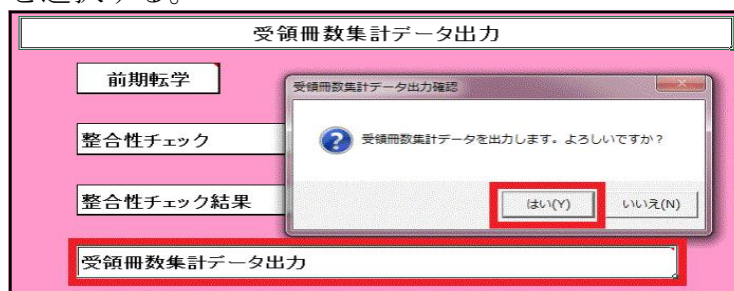 を選択する。
受領冊数集計データ出力
前期転学
受領冊数集計データ出力確認
整合性チェック
受領冊数集計データを出力します。よろしいですか?
整合性チェック結果
はい(Y)
いいえ(N)
受領冊数集計データ出力